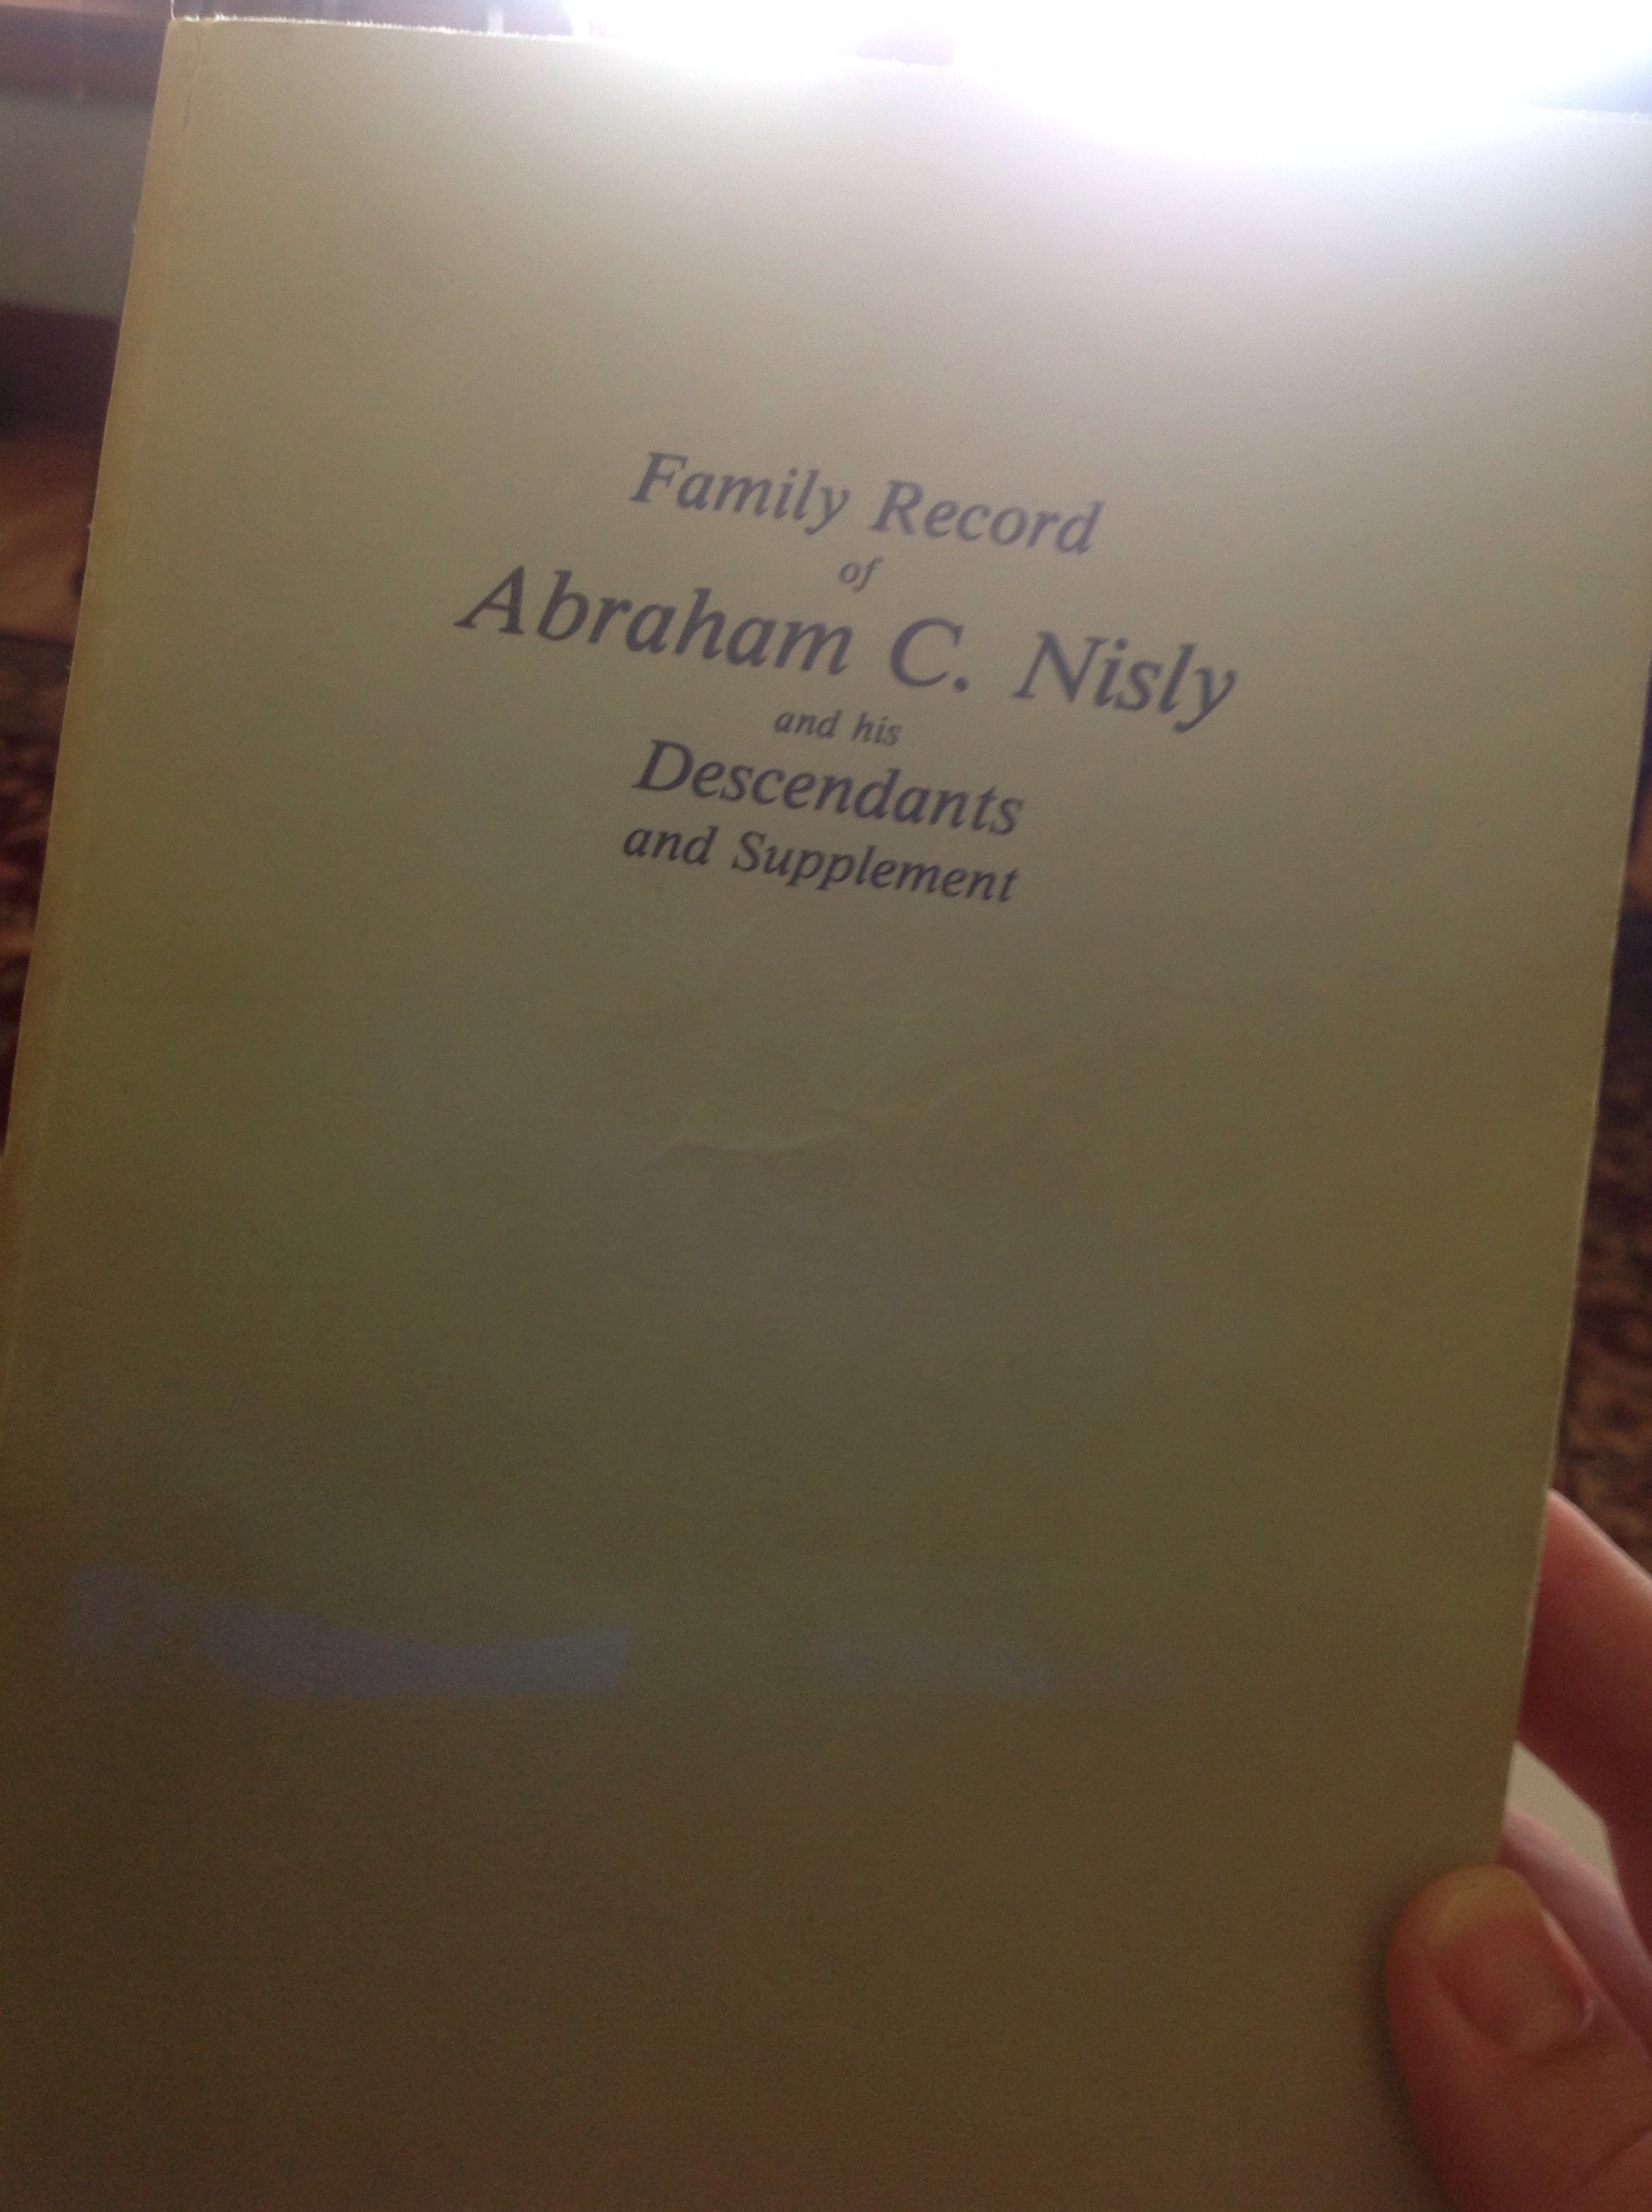 Family Record
of
Abraham C. Nisly
and his
Descendants
and Supplement